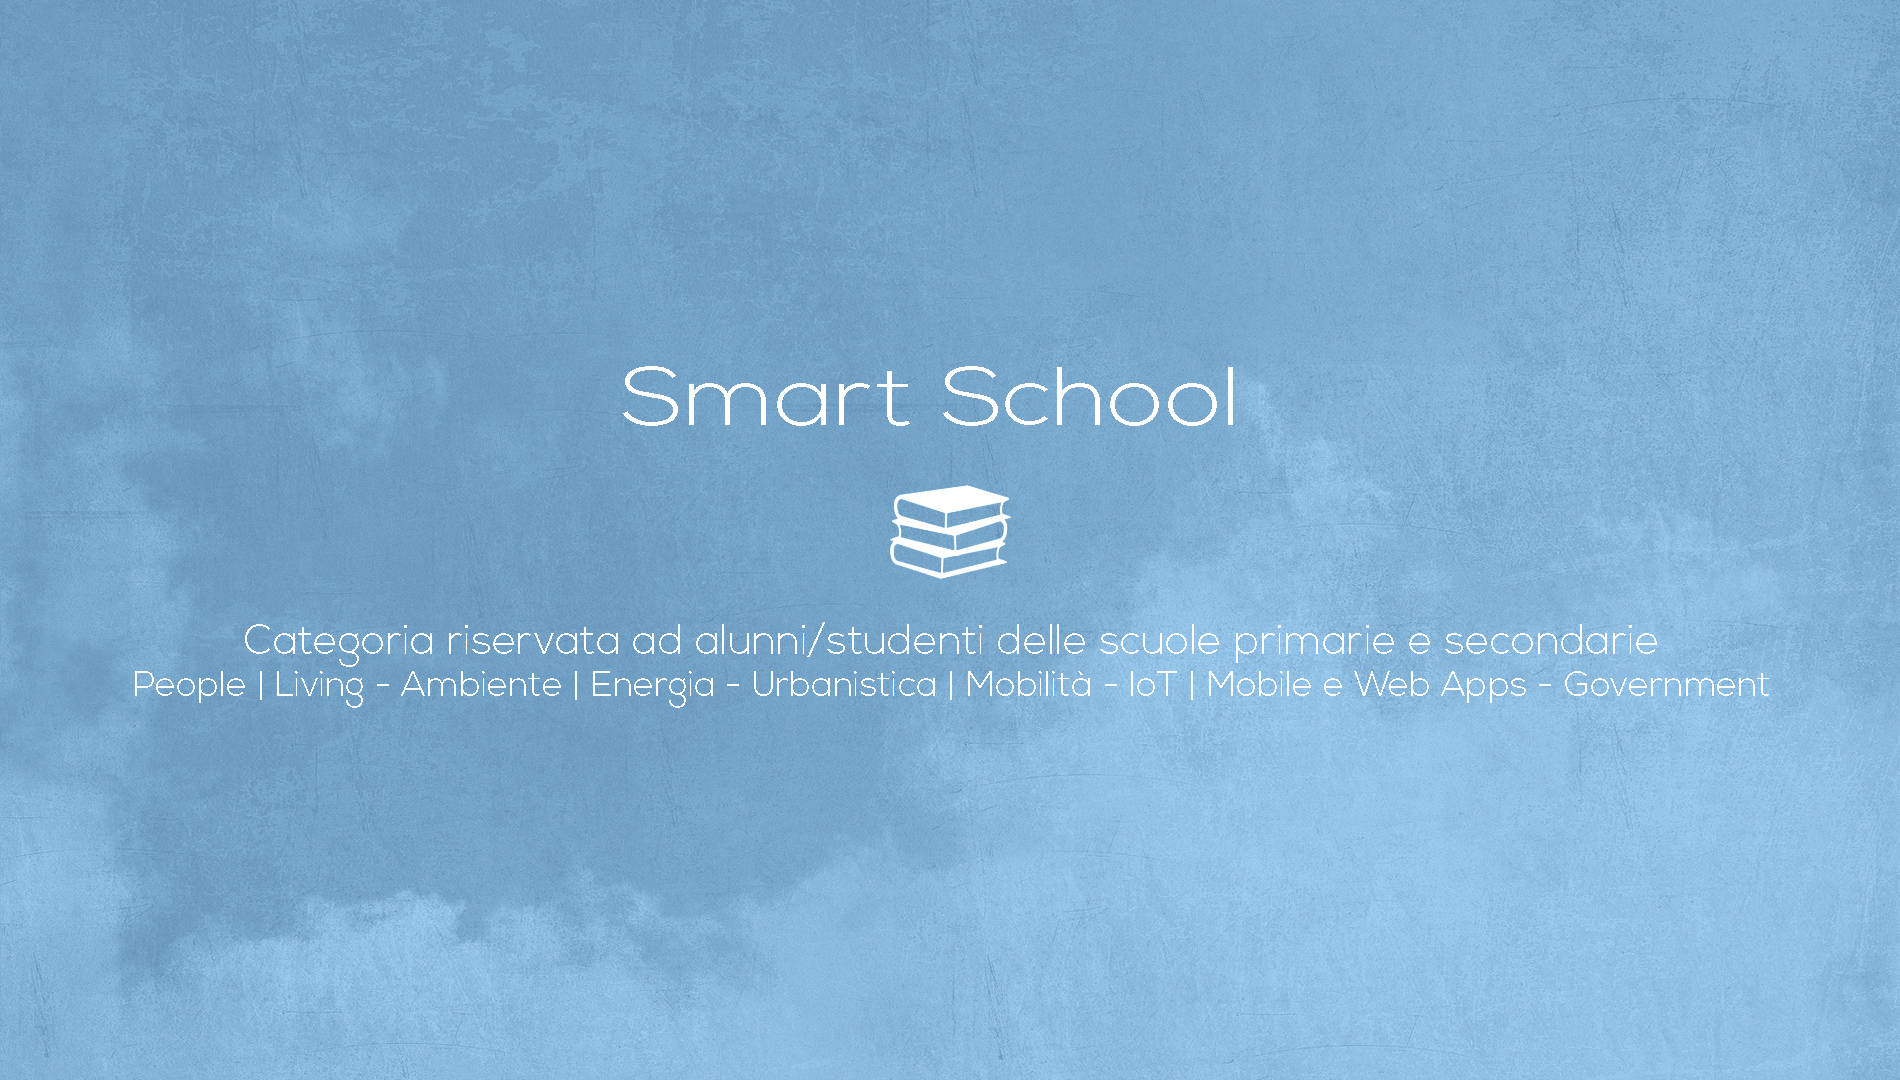 Smart School
Categoria riservata ad alunni/studenti delle scuole primarie e secondarie
People | Living - Ambiente | Energia - Urbanistica | Mobilità - IoT | Mobile e Web Apps - Government